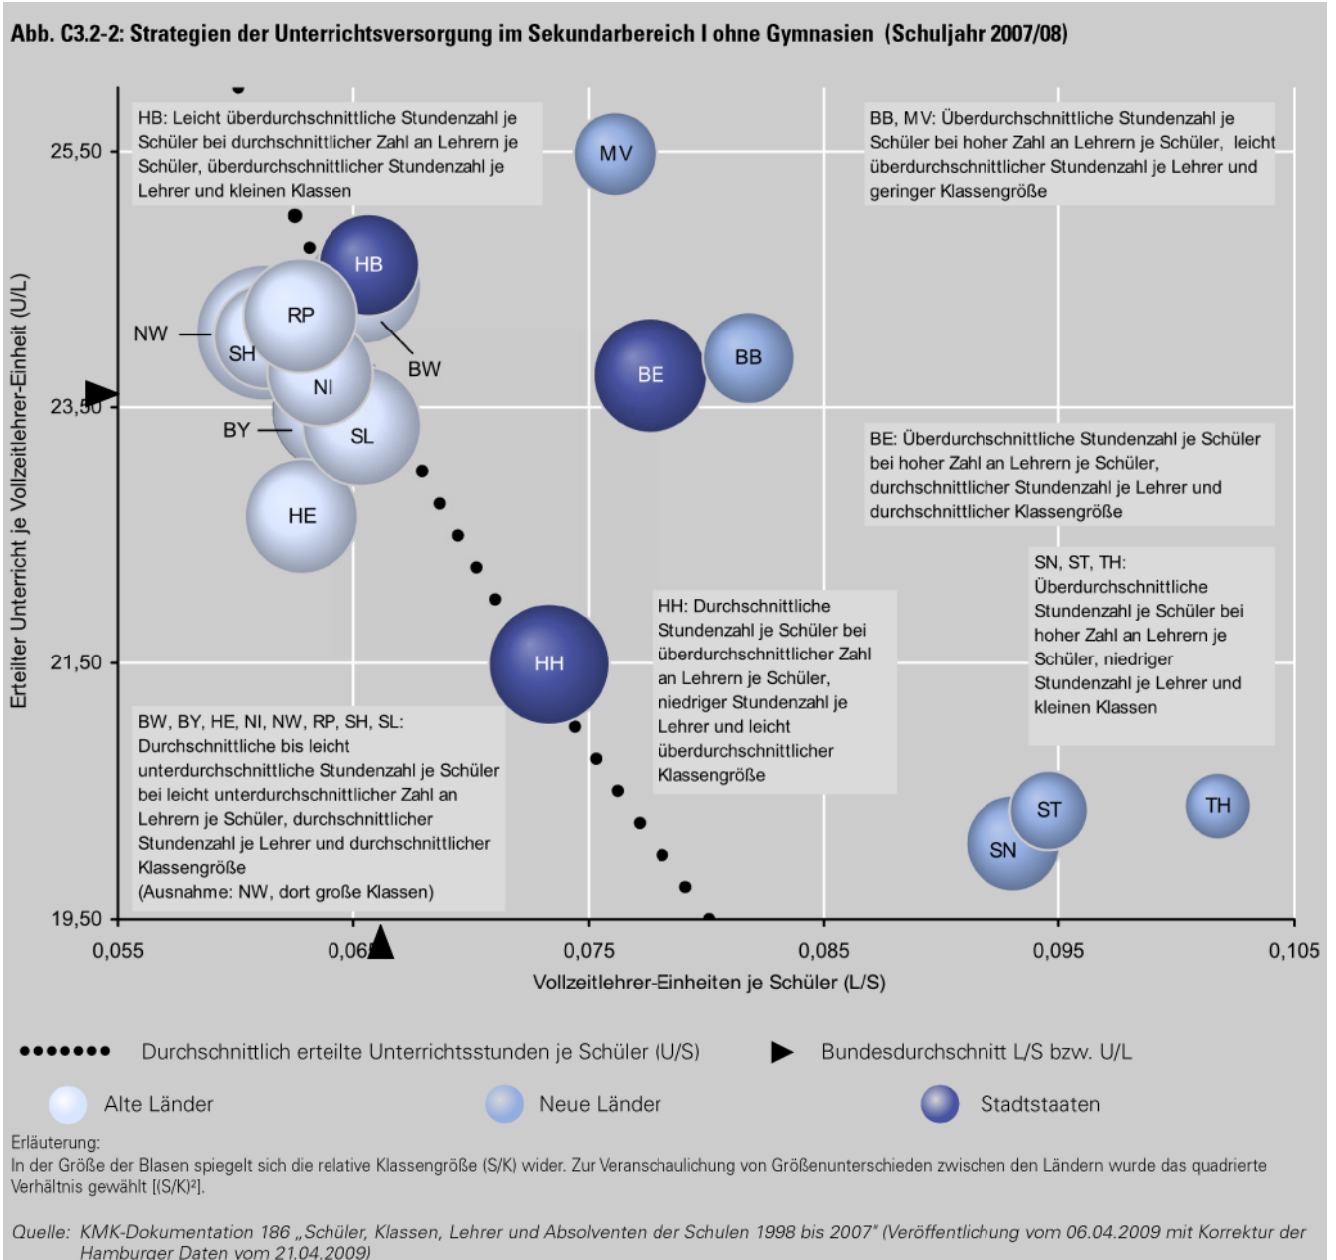 Abb. C3.2-2: Strategien der Unterrichtsversorgung im Sekundarbereich I ohne Gymnasien (Schuljahr 2007/08)
HB: Leicht überdurchschnittliche Stundenzahl je
Schüler bei durchschnittlicher Zahl an Lehrern je
Schüler, überdurchschnittlicher Stundenzahl je
Lehrer und kleinen Klassen
BB, MV: Überdurchschnittliche Stundenzahl je
Schüler bei hoher Zahl an Lehrern je Schüler, leicht
überdurchschnittlicher Stundenzahl je Lehrer und
geringer Klassengröße
Erteilter Unterricht je Vollzeitlehrer-Einheit (U/L)
25,50
23,50
21,50
19,50
MV
HB
RP
NW
SH
BW
NI
BY
SL
HE
BE
BB
BE: Überdurchschnittliche Stundenzahl je Schüler
bei hoher Zahl an Lehrern je Schüler,
durchschnittlicher Stundenzahl je Lehrer und
durchschnittlicher Klassengröße
SN, ST, TH:
Überdurchschnittliche
Stundenzahl je Schüler bei
hoher Zahl an Lehrern je
Schüler, niedriger
Stundenzahl je Lehrer und
kleinen Klassen
HH: Durchschnittliche
Stundenzahl je Schüler bei
überdurchschnittlicher Zahl
an Lehrern je Schüler,
niedriger Stundenzahl je
Lehrer und leicht
überdurchschnittlicher
Klassengröße
HH
BW, BY, HE, NI, NW, RP, SH, SL:
Durchschnittliche bis leicht
unterdurchschnittliche Stundenzahl je Schüler
bei leicht unterdurchschnittlicher Zahl an
Lehrern je Schüler, durchschnittlicher
Stundenzahl je Lehrer und durchschnittlicher
Klassengröße
(Ausnahme: NW, dort große Klassen)
SN
ST
TH
0,055 0,065 0,075 0,085 0,095 0,105
Vollzeitlehrer-Einheiten je Schüler (L/S)
Durchschnittlich erteilte Unterrichtsstunden je Schüler (U/S) Bundesdurchschnitt L/S bzw. U/L
Alte Länder Neue Länder Stadtstaaten
Erläuterung:
In der Größe der Blasen spiegelt sich die relative Klassengröße (S/K) wider. Zur Veranschaulichung von Größenunterschieden zwischen den Ländern wurde das quadrierte
Verhältnis gewählt [(S/K)²].
Quelle: KMK-Dokumentation 186 „Schüler, Klassen, Lehrer und Absolventen der Schulen 1998 bis 2007" (Veröffentlichung vom 06.04.2009 mit Korrektur der
Hamburger Daten vom 21.04.2009)